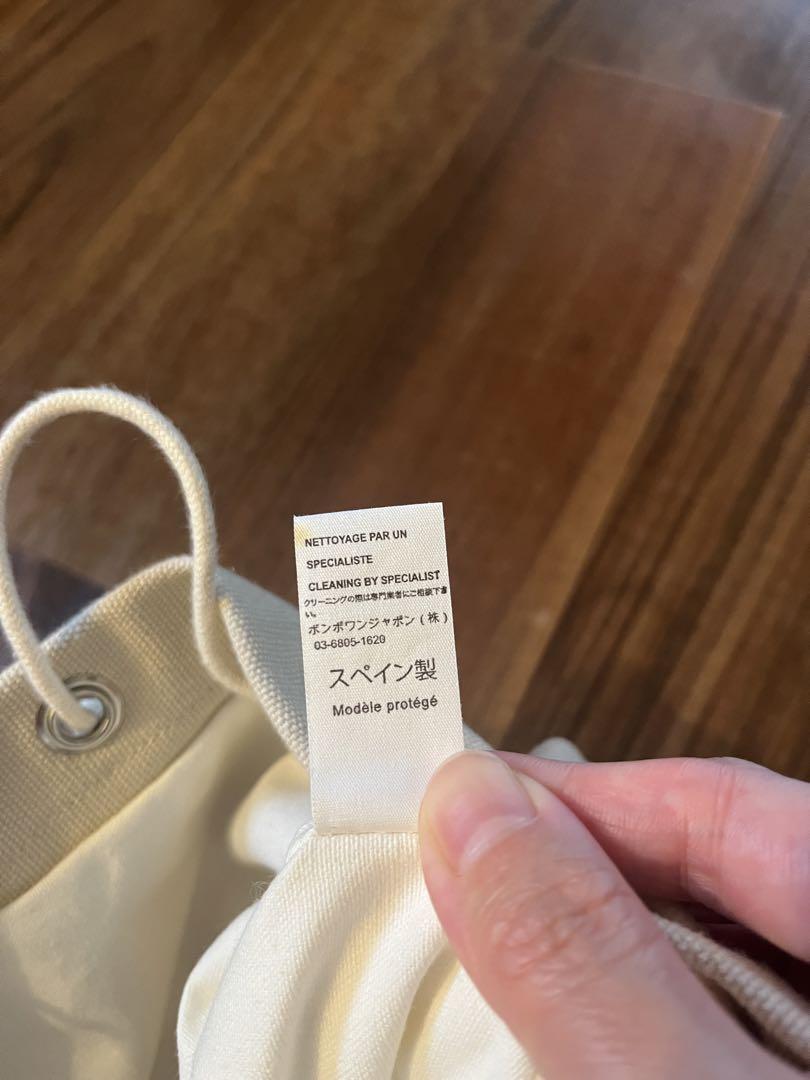 NETTOYAGE PAR UN
SPECIALISTE
CLEANING BY SPECIALIST
クリーニングの際は専門業者にご相談下さ
い。
ボンポワンジャポン(株)
03-6805-1620
スペイン製
Modèle protégé